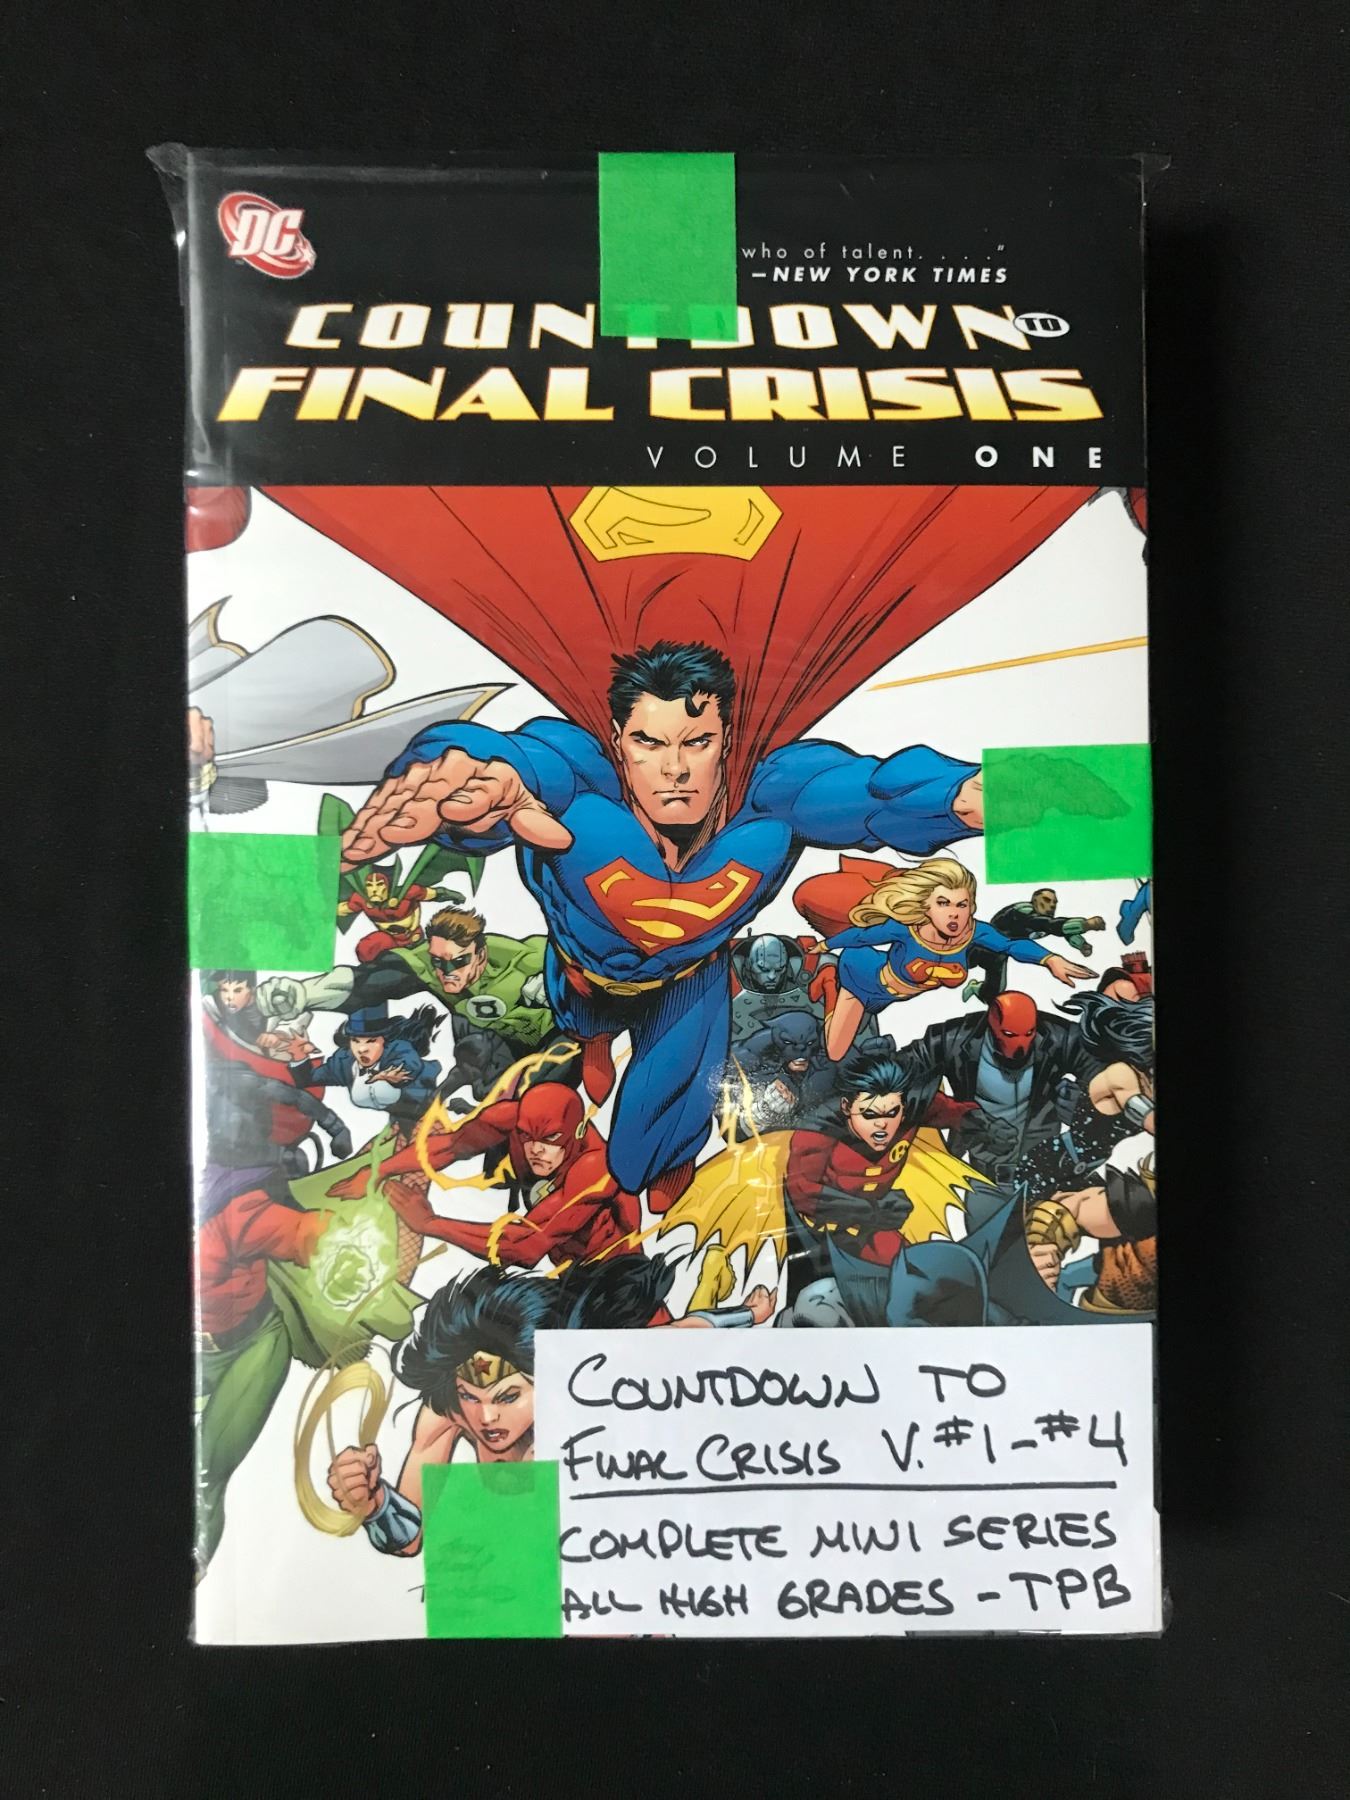 DC
who of talent. . . ."
—NEW YORK TIMES
COUNTDOWN TO
FINAL CRISIS
VOLUME ONE
COUNTDOWN TO
FINAL CRISIS V. #1-#4
COMPLETE MINI SERIES
ALL HIGH GRADES - TPB